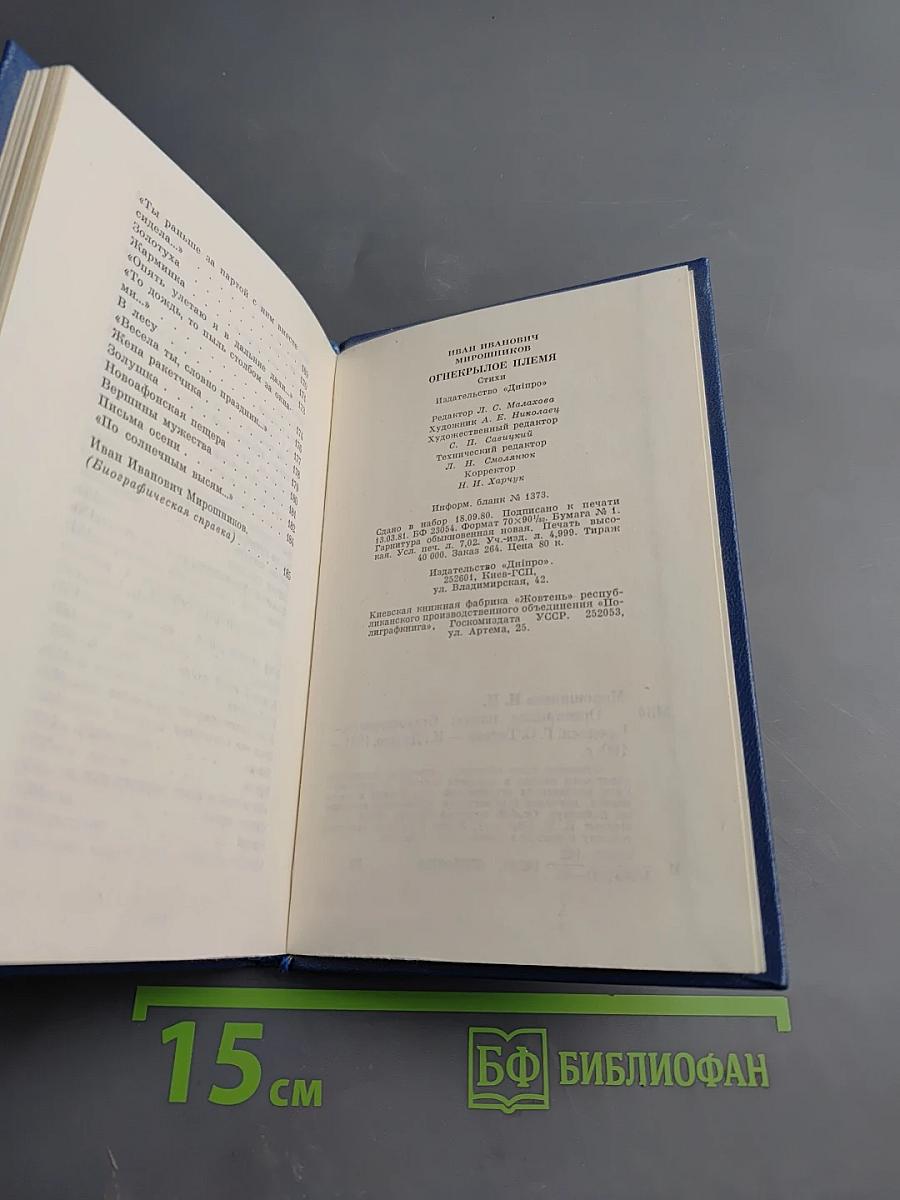 «Ты раньше за партой с ним вместе
сидела...»
Золотуха
Жарминка
«Опять улетаю я в дальние дали...»
«То дождь, то пыль столбом за окна-
ми...»
В лесу
«Весела ты, словно праздник...»
Жена ракетчика
Золушка
Новоафонская пещера
Вершины мужества
Письма осени
«По солнечным высям...»
Иван Иванович Мирошников.
(Биографическая справка) 185
ИВАН ИВАНОВИЧ
МИРОШНИКОВ
ОГНЕКРЫЛОЕ ПЛЕМЯ
Стихи
Издательство «Дніпро»
Редактор Л. С. Малахова
Художник А. Е. Николаец
Художественный редактор
С. П. Савицкий
Технический редактор
Л. Н. Смолянюк
Корректор
Н. И. Харчук
Информ. бланк № 1373.
Сдано в набор 18.09.80. Подписано к печати
13.03.81. БФ 23054. Формат 70×90¹/₃₂. Бумага № 1.
Гарнитура обыкновенная новая. Печать высо-
кая. Усл. печ. л. 7,02. Уч.-изд. л. 4,999. Тираж
40 000. Заказ 264. Цена 80 к.
Издательство «Дніпро».
252601, Киев-ГСП,
ул. Владимирская, 42.
Киевская книжная фабрика «Жовтень» респуб-
ликанского производственного объединения «По-
лиграфкнига», Госкомиздата УССР. 252053,
ул. Артема, 25.
15 см
БФ БИБЛИОФАН